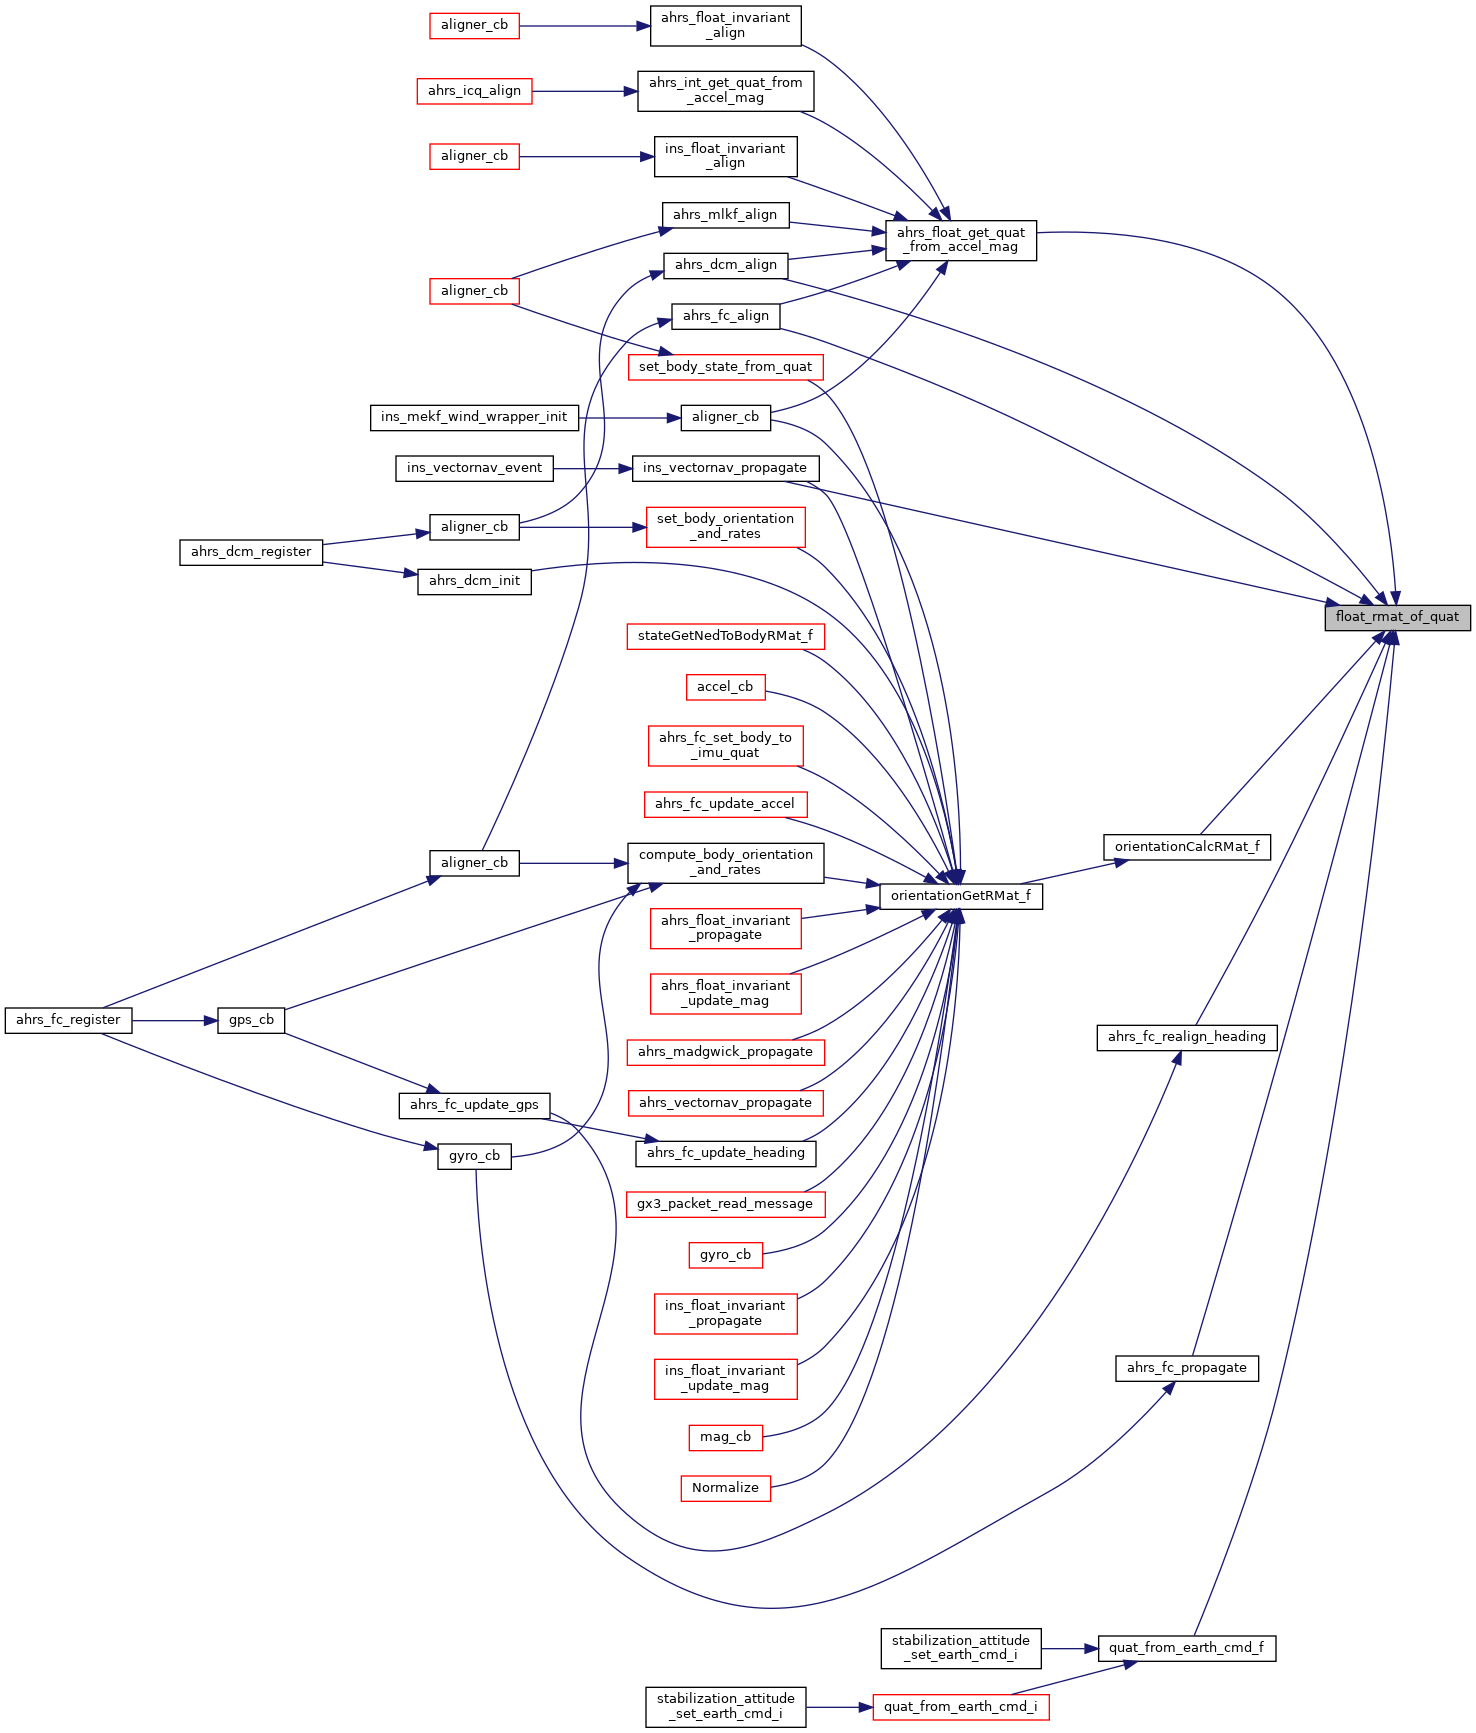 aligner_cb
ahrs_float_invariant
_align
ahrs_icq_align
ahrs_int_get_quat_from
_accel_mag
aligner_cb
ins_float_invariant
_align
ahrs_mlkf_align
ahrs_float_get_quat
_from_accel_mag
ahrs_dcm_align
aligner_cb
ahrs_fc_align
set_body_state_from_quat
ins_mekf_wind_wrapper_init
aligner_cb
ins_vectornav_event
ins_vectornav_propagate
aligner_cb
set_body_orientation
_and_rates
ahrs_dcm_register
ahrs_dcm_init
float_rmat_of_quat
stateGetNedToBodyRMat_f
accel_cb
ahrs_fc_set_body_to
_imu_quat
ahrs_fc_update_accel
orientationCalcRMat_f
aligner_cb
compute_body_orientation
_and_rates
orientationGetRMat_f
ahrs_float_invariant
_propagate
ahrs_float_invariant
_update_mag
ahrs_fc_register
gps_cb
ahrs_fc_realign_heading
ahrs_madgwick_propagate
ahrs_vectornav_propagate
ahrs_fc_update_gps
gyro_cb
ahrs_fc_update_heading
gx3_packet_read_message
gyro_cb
ins_float_invariant
_propagate
ins_float_invariant
_update_mag
ahrs_fc_propagate
mag_cb
Normalize
stabilization_attitude
_set_earth_cmd_i
quat_from_earth_cmd_f
stabilization_attitude
_set_earth_cmd_i
quat_from_earth_cmd_i